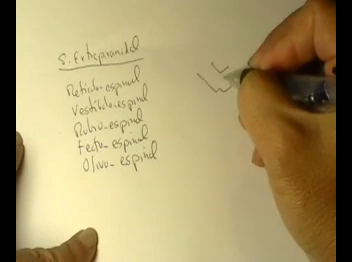 S. Extrapiramidal
Retículo-espinal
Vestíbulo-espinal
Rubro-espinal
Tecto-espinal
Olivo-espinal